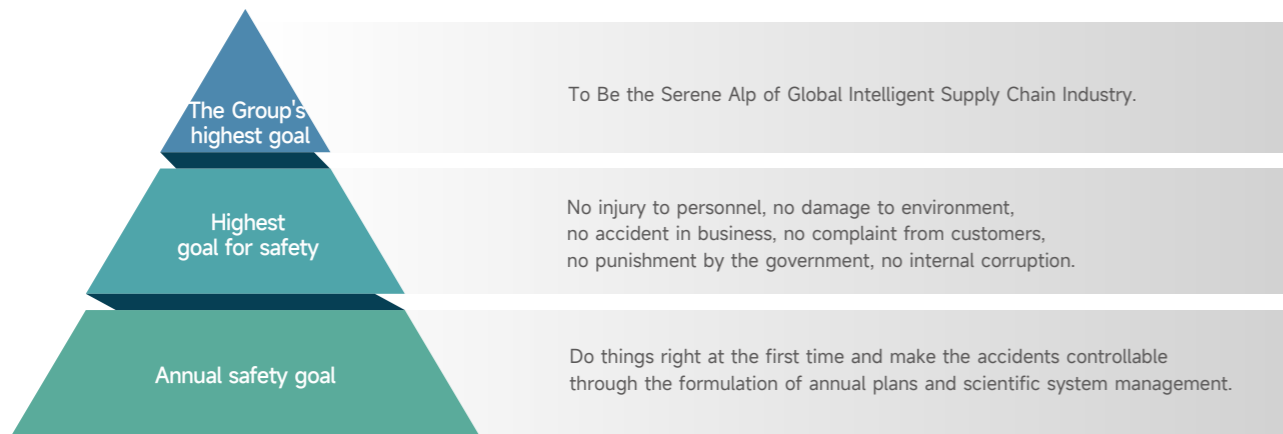 The Group's
highest goal
To Be the Serene Alp of Global Intelligent Supply Chain Industry.
Highest
goal for safety
No injury to personnel, no damage to environment,
no accident in business, no complaint from customers,
no punishment by the government, no internal corruption.
Annual safety goal
Do things right at the first time and make the accidents controllable
through the formulation of annual plans and scientific system management.